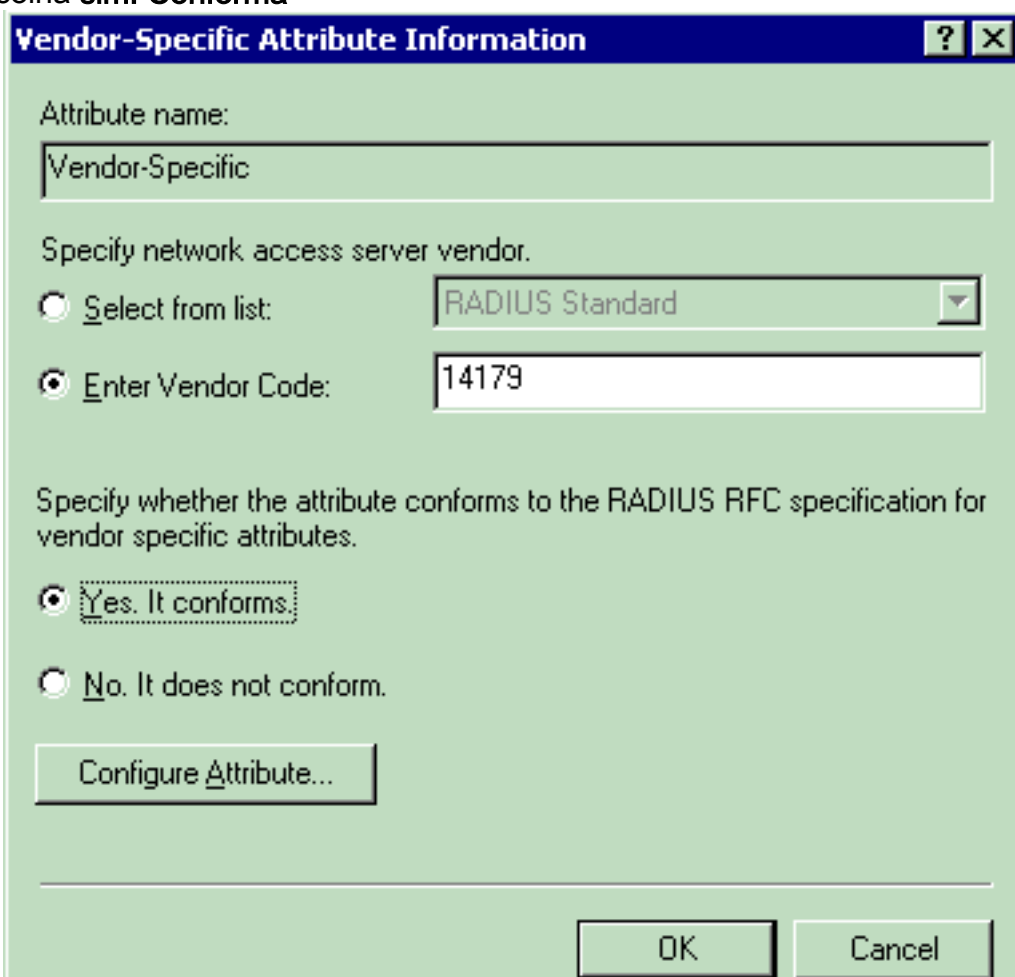 sim. Conforma
Vendor-Specific Attribute Information
Attribute name:
Vendor-Specific
Specify network access server vendor.
Select from list: RADIUS Standard
Enter Vendor Code: 14179
Specify whether the attribute conforms to the RADIUS RFC specification for
vendor specific attributes.
Yes. It conforms.
No. It does not conform.
Configure Attribute...
OK Cancel